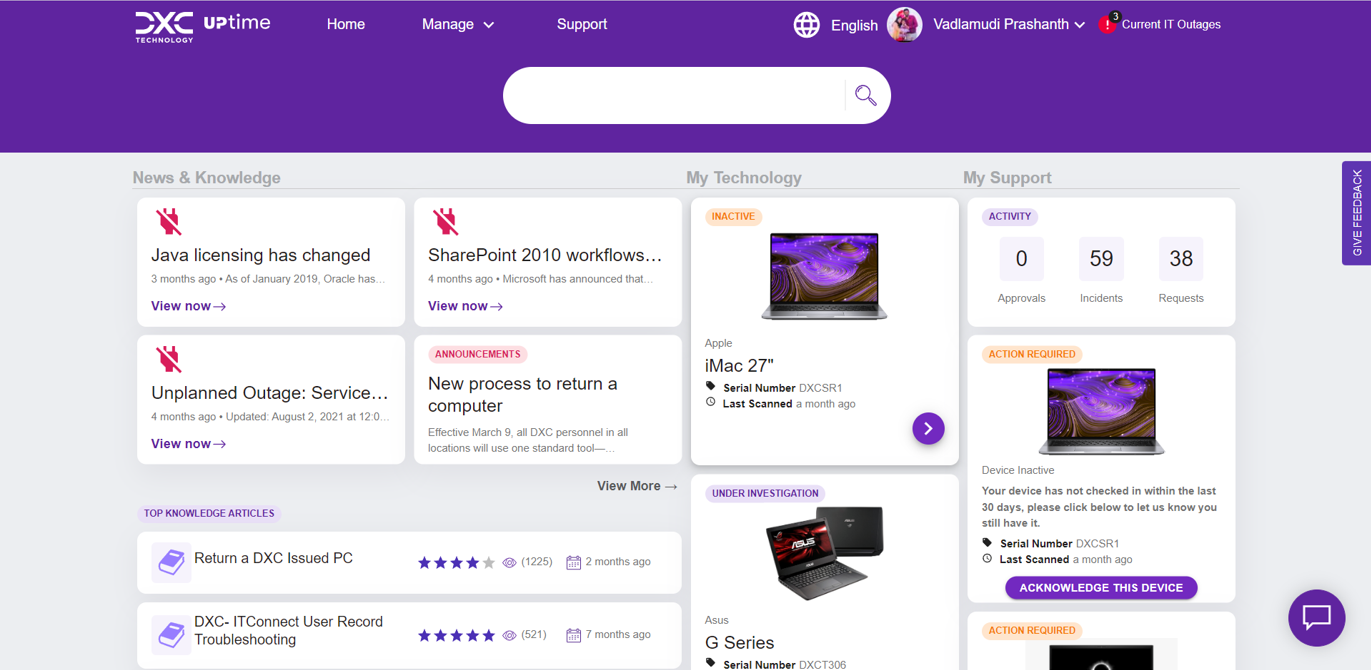 DXC TECHNOLOGY UPtime
Home
Manage
Support
English
Vadlamudi Prashanth
3
!
Current IT Outages
GIVE FEEDBACK
News & Knowledge
Java licensing has changed
3 months ago • As of January 2019, Oracle has...
View now
SharePoint 2010 workflows...
4 months ago • Microsoft has announced that...
View now
Unplanned Outage: Service...
4 months ago • Updated: August 2, 2021 at 12:0...
View now
ANNOUNCEMENTS
New process to return a
computer
Effective March 9, all DXC personnel in all
locations will use one standard tool—...
View More
TOP KNOWLEDGE ARTICLES
Return a DXC Issued PC
(1225)
2 months ago
DXC- ITConnect User Record
Troubleshooting
(521)
7 months ago
My Technology
INACTIVE
Apple
iMac 27"
Serial Number DXCSR1
Last Scanned a month ago
UNDER INVESTIGATION
ASUS
Asus
G Series
Serial Number DXCT306
My Support
ACTIVITY
0
59
38
Approvals
Incidents
Requests
ACTION REQUIRED
Device Inactive
Your device has not checked in within the last
30 days, please click below to let us know you
still have it.
Serial Number DXCSR1
Last Scanned a month ago
ACKNOWLEDGE THIS DEVICE
ACTION REQUIRED